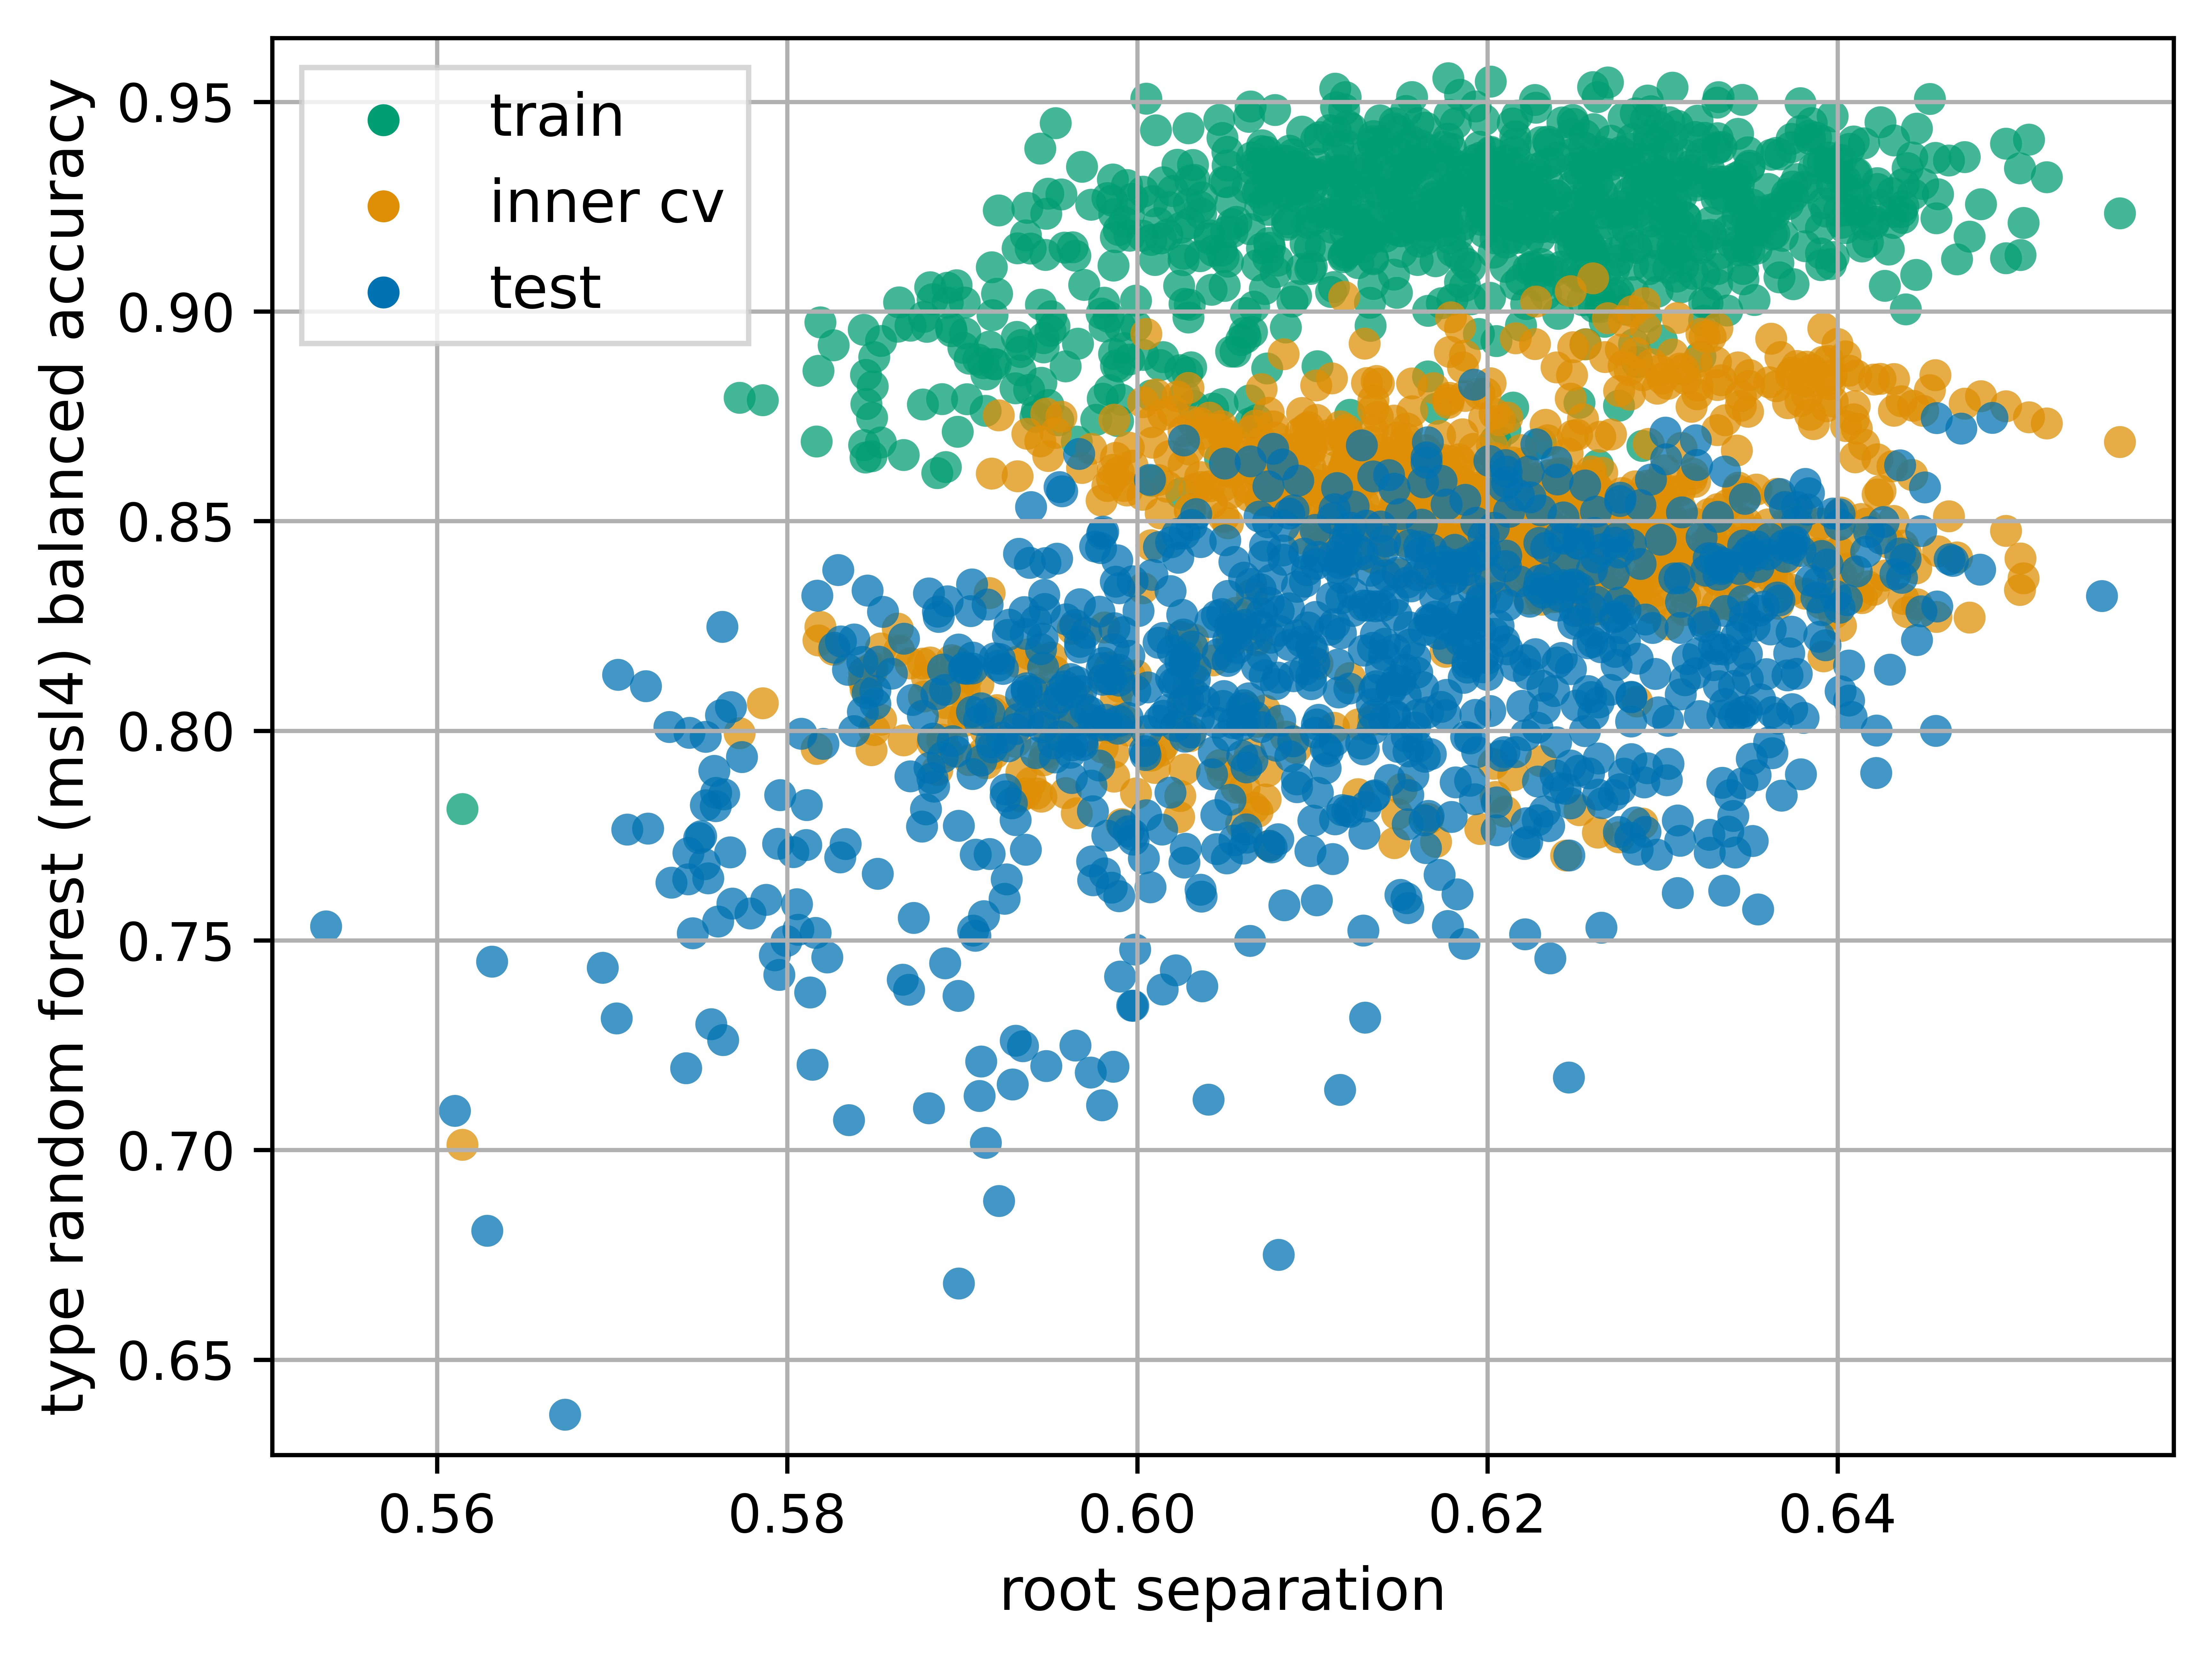 train
inner cv
test
type random forest (msl4) balanced accuracy
0.95
0.90
0.85
0.80
0.75
0.70
0.65
0.56
0.58
0.60
0.62
0.64
root separation